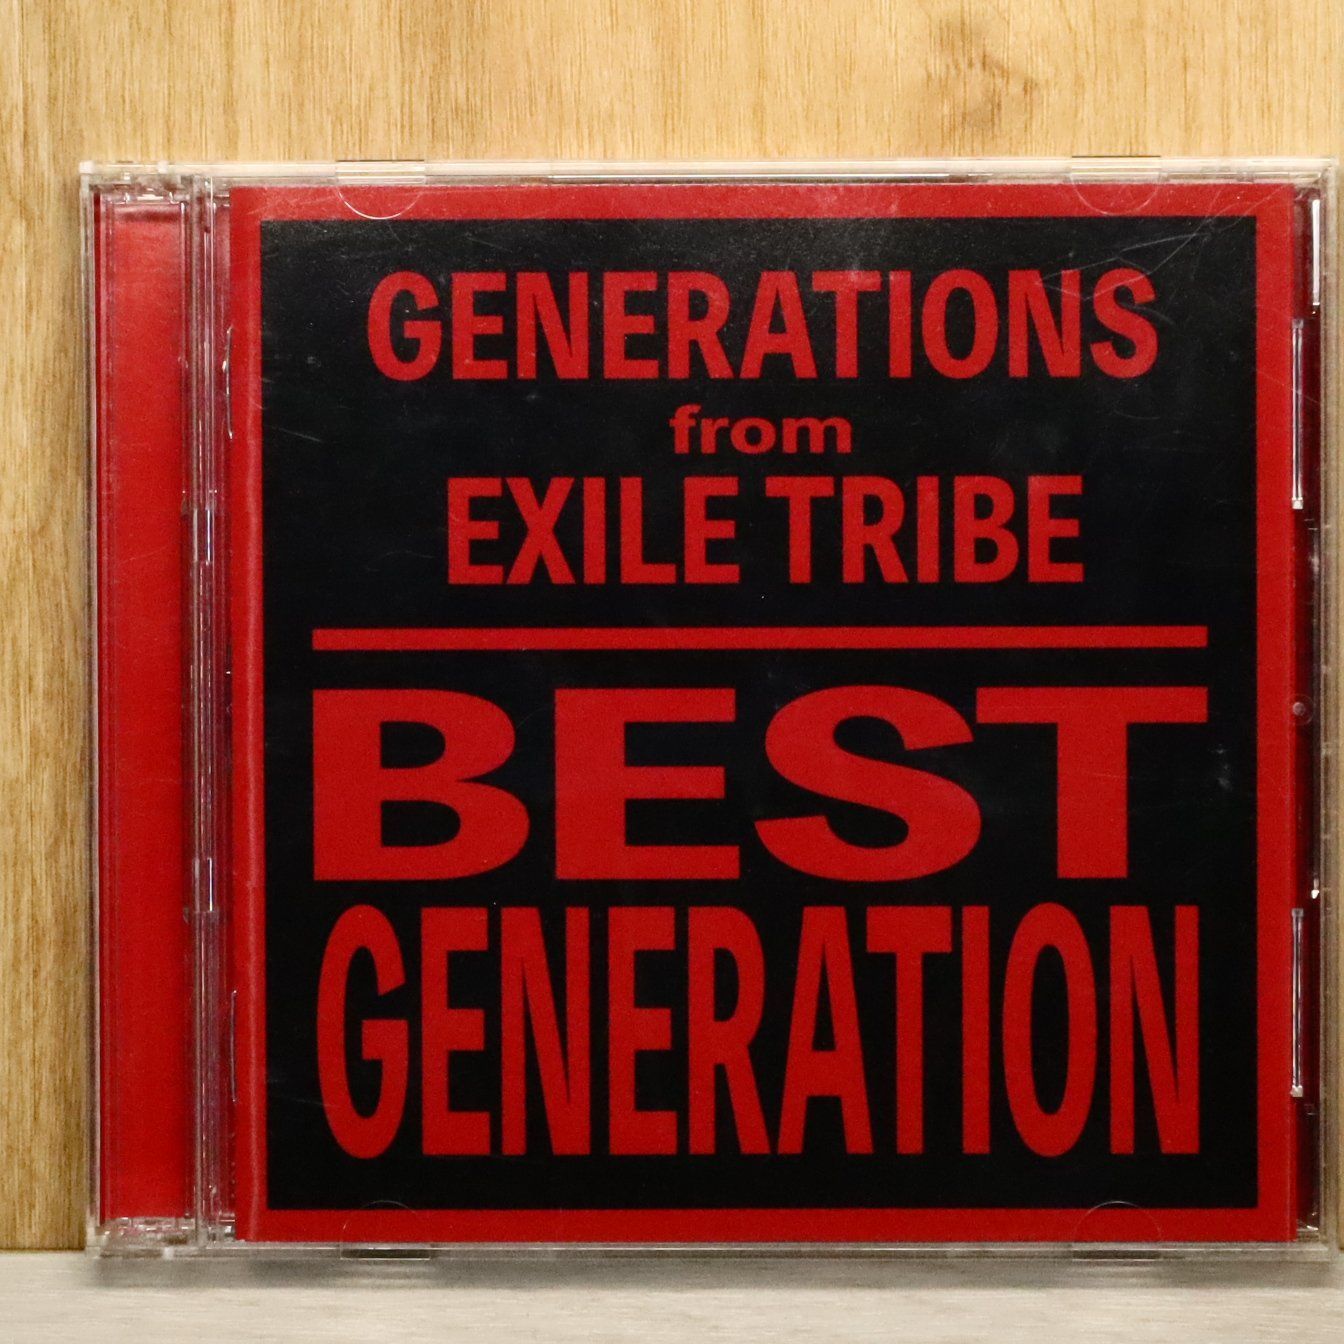 GENERATIONS
from
EXILE TRIBE
BEST
GENERATION